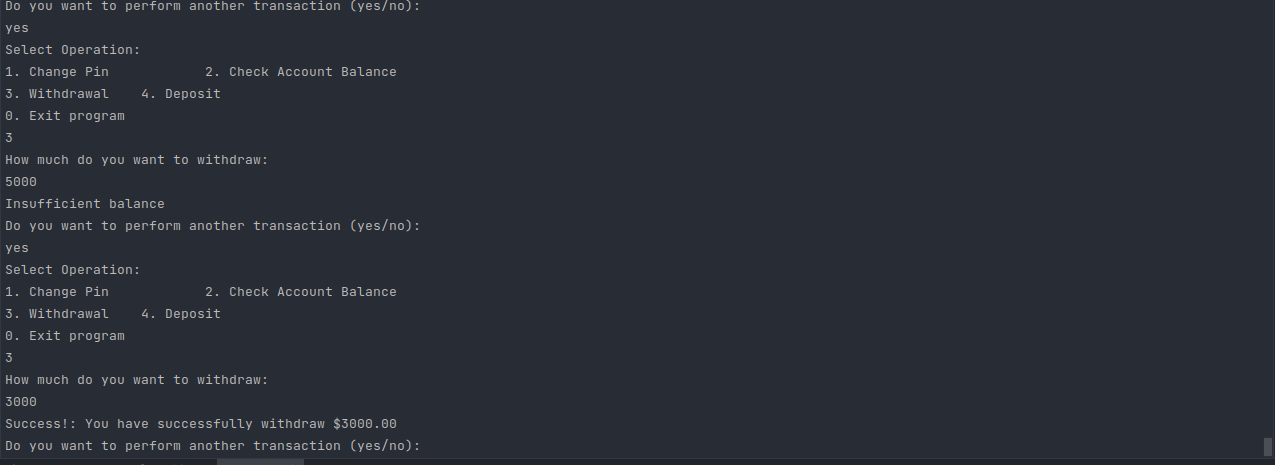 Do you want to perform another transaction (yes/no):
yes
Select Operation:
1. Change Pin            2. Check Account Balance
3. Withdrawal    4. Deposit
0. Exit program
3
How much do you want to withdraw:
5000
Insufficient balance
Do you want to perform another transaction (yes/no):
yes
Select Operation:
1. Change Pin            2. Check Account Balance
3. Withdrawal    4. Deposit
0. Exit program
3
How much do you want to withdraw:
3000
Success!: You have successfully withdraw $3000.00
Do you want to perform another transaction (yes/no):